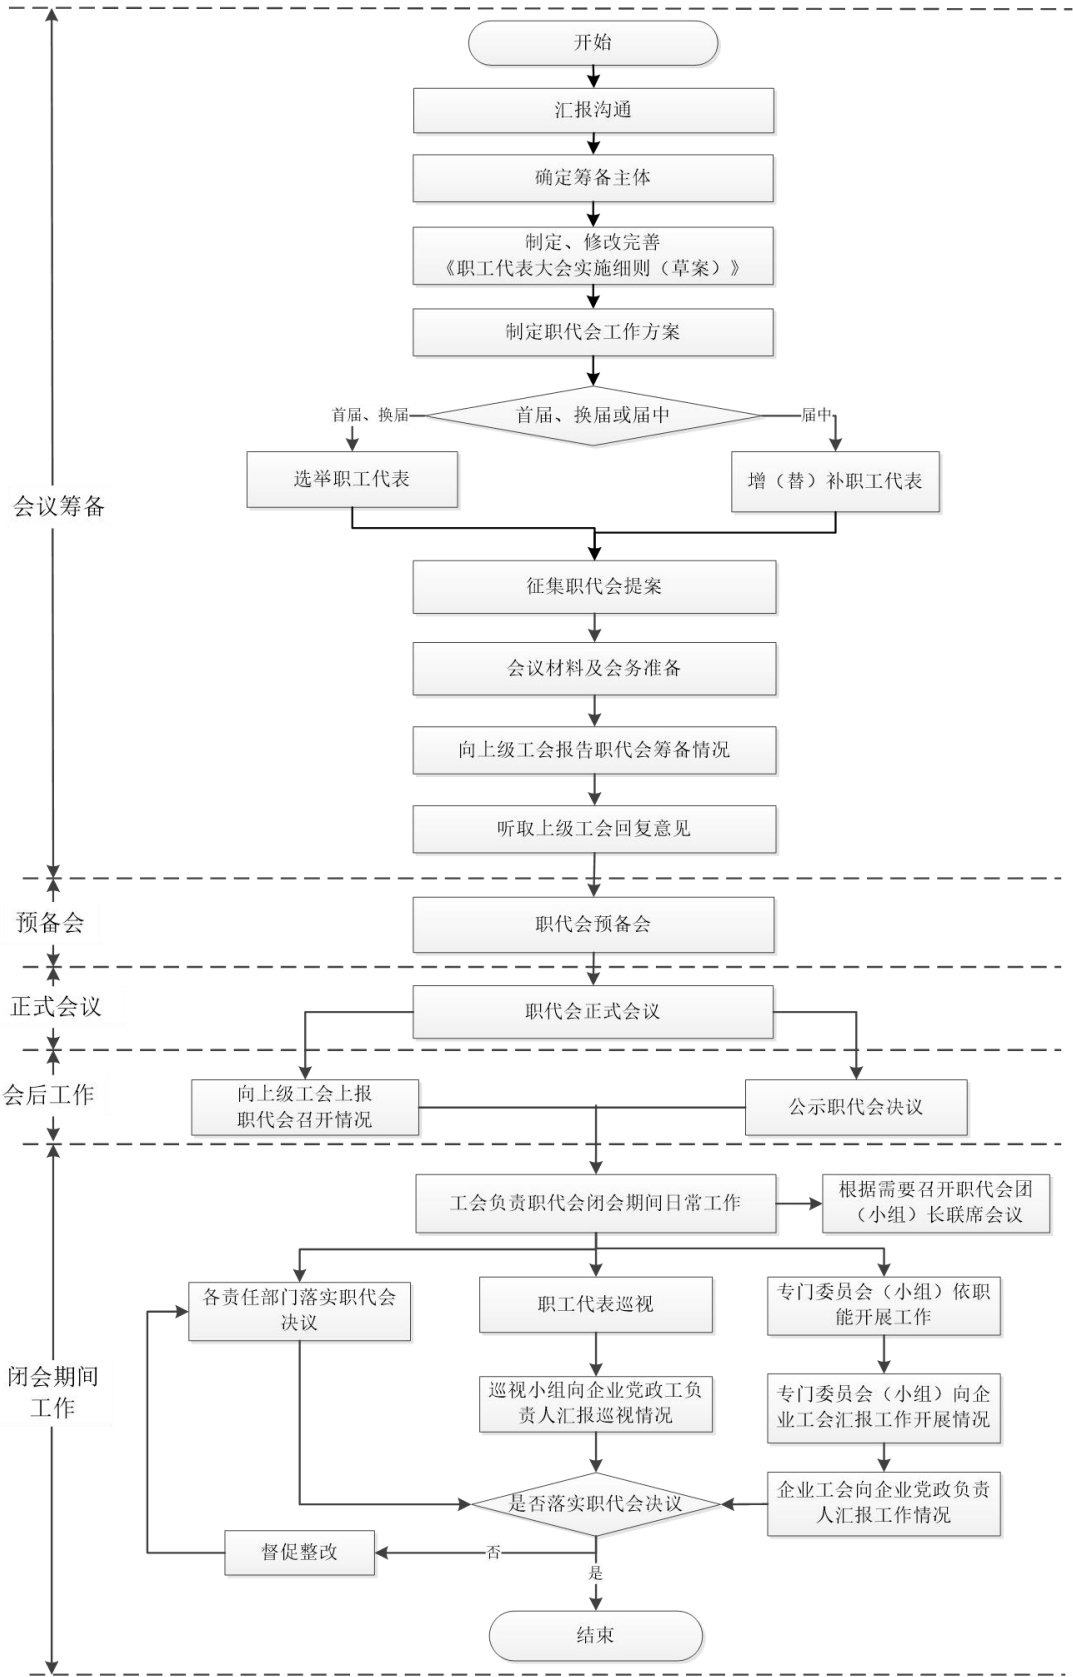 开始
汇报沟通
确定筹备主体
制定、修改完善
《职工代表大会实施细则（草案）》
制定职代会工作方案
首届、换届或届中
首届、换届
届中
选举职工代表
增（替）补职工代表
会议筹备
征集职代会提案
会议材料及会务准备
向上级工会报告职代会筹备情况
听取上级工会回复意见
预备会
职代会预备会
正式会议
职代会正式会议
会后工作
向上级工会上报
职代会召开情况
公示职代会决议
工会负责职代会闭会期间日常工作
根据需要召开职代会团
（小组）长联席会议
各责任部门落实职代会
决议
职工代表巡视
专门委员会（小组）依职
能开展工作
闭会期间
工作
巡视小组向企业党政工负
责人汇报巡视情况
专门委员会（小组）向企
业工会汇报工作开展情况
是否落实职代会决议
企业工会向企业党政负责
人汇报工作情况
督促整改
否
是
结束